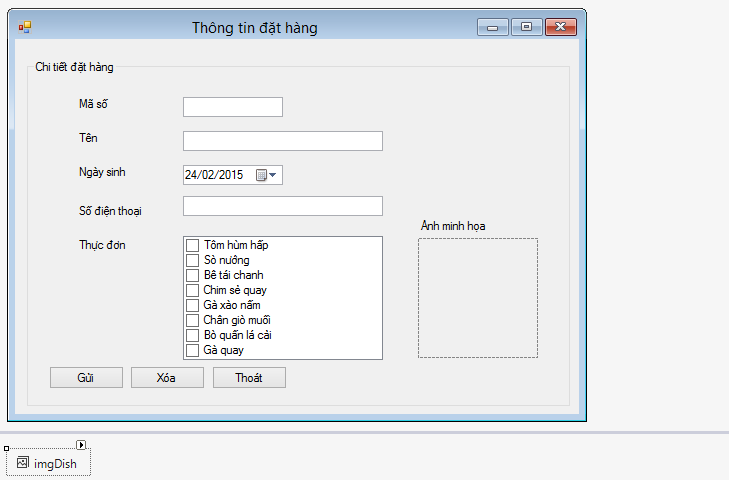 Thông tin đặt hàng
Chi tiết đặt hàng
Mã số
Tên
Ngày sinh
24/02/2015
Số điện thoại
Ảnh minh họa
Thực đơn
Tôm hùm hấp
Sò nướng
Bê tái chanh
Chim sẻ quay
Gà xào nấm
Chân giò muối
Bò quấn lá cải
Gà quay
Gửi Xóa Thoát
imgDish